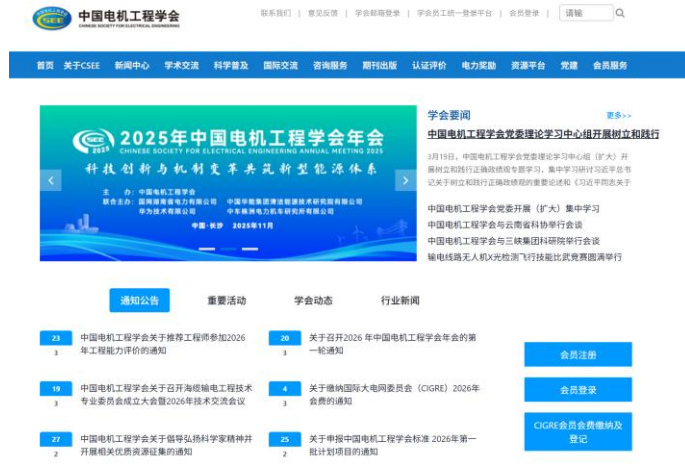 CSEE
中国电机工程学会
CHINESE SOCIETY FOR ELECTRICAL ENGINEERING
联系我们 | 意见反馈 | 学会邮箱登录 | 学会员工统一登录平台 | 会员登录 | 请输
首页 关于CSEE 新闻中心 学术交流 科学普及 国际交流 咨询服务 期刊出版 认证评价 电力奖励 资源平台 党建 会员服务
CSEE 2025
2025年中国电机工程学会年会
CHINESE SOCIETY FOR ELECTRICAL ENGINEERING ANNUAL MEETING 2025
科技创新与机制变革共筑新型能源体系
主 办：中国电机工程学会
联合主办：国网湖南省电力有限公司 中国华能集团清洁能源技术研究院有限公司
华为技术有限公司 中车株洲电力机车研究所有限公司
中国·长沙 2025年11月
学会要闻 更多>>
中国电机工程学会党委理论学习中心组开展树立和践行
3月19日，中国电机工程学会党委理论学习中心组（扩大）开
展树立和践行正确政绩观专题学习，集中学习研讨习近平总书
记关于树立和践行正确政绩观的重要论述和《习近平同志关于
中国电机工程学会党委开展（扩大）集中学习
中国电机工程学会与云南省科协举行会谈
中国电机工程学会与三峡集团科研院举行会谈
输电线路无人机X光检测飞行技能比武竞赛圆满举行
通知公告 重要活动 学会动态 行业新闻
23
3
中国电机工程学会关于推荐工程师参加2026
年工程能力评价的通知
20
3
关于召开2026 年中国电机工程学会年会的第
一轮通知
19
3
中国电机工程学会关于召开海缆输电工程技术
专业委员会成立大会暨2026年技术交流会议
4
3
关于缴纳国际大电网委员会（CIGRE）2026年
会费的通知
27
2
中国电机工程学会关于倡导弘扬科学家精神并
开展相关优质资源征集的通知
25
2
关于申报中国电机工程学会标准 2026年第一
批计划项目的通知
会员注册
会员登录
CIGRE会员会费缴纳及
登记